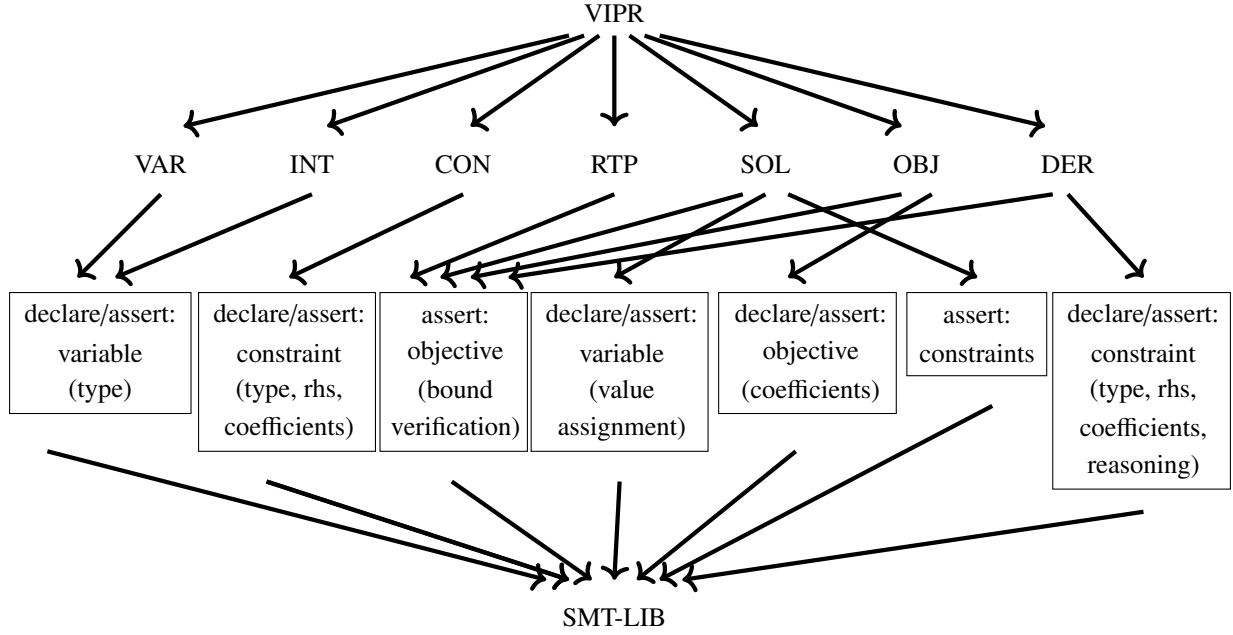 VIPR
VAR
INT
CON
RTP
SOL
OBJ
DER
declare/assert:
variable
(type)
declare/assert:
constraint
(type, rhs,
coefficients)
assert:
objective
(bound
verification)
declare/assert:
variable
(value
assignment)
declare/assert:
objective
(coefficients)
assert:
constraints
declare/assert:
constraint
(type, rhs,
coefficients,
reasoning)
SMT-LIB